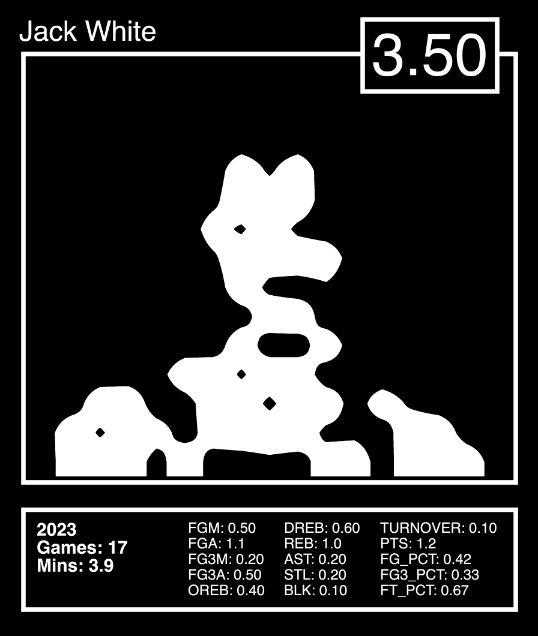 Jack White
3.50
2023
Games: 17
Mins: 3.9
FGM: 0.50
FGA: 1.1
FG3M: 0.20
FG3A: 0.50
OREB: 0.40
DREB: 0.60
REB: 1.0
AST: 0.20
STL: 0.20
BLK: 0.10
TURNOVER: 0.10
PTS: 1.2
FG_PCT: 0.42
FG3_PCT: 0.33
FT_PCT: 0.67